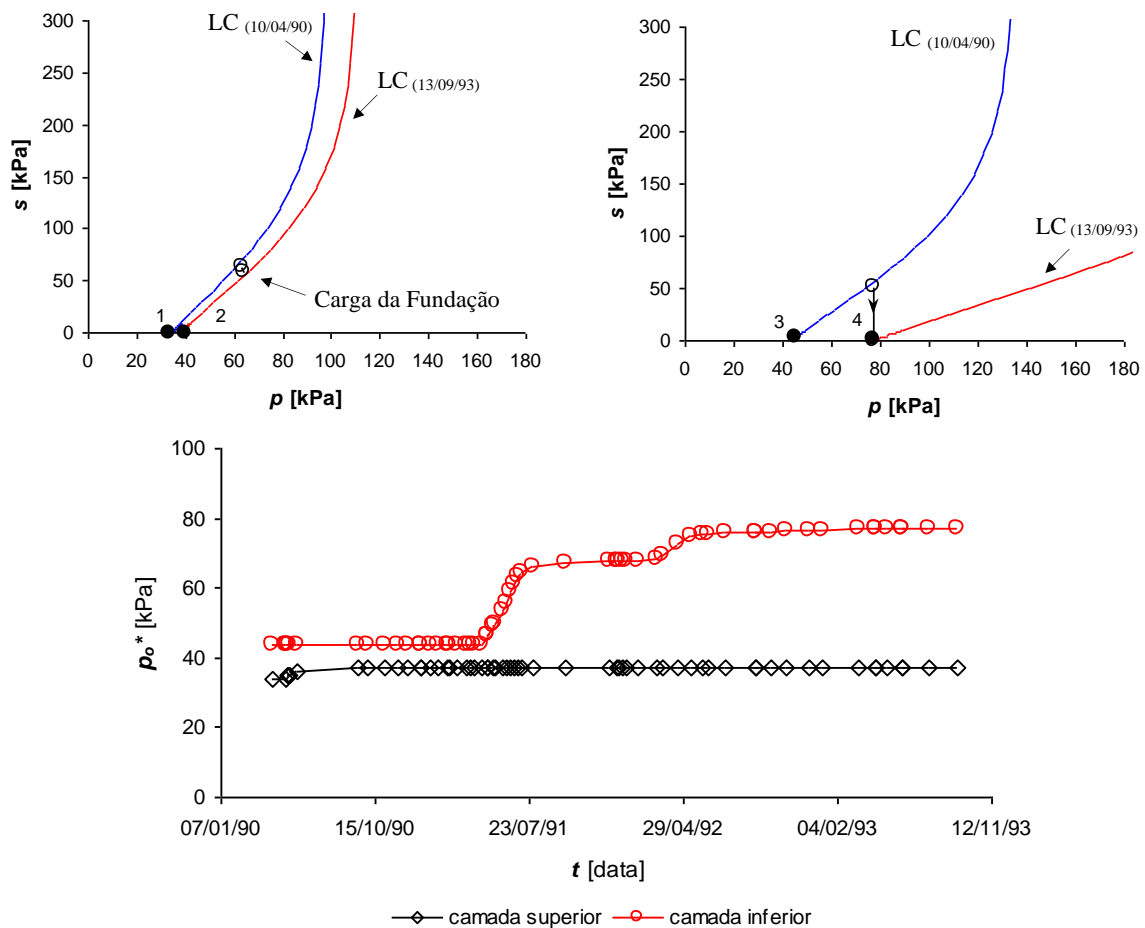 300
250
200
150
100
50
0
s [kPa]
0 20 40 60 80 100 120 140 160 180
p [kPa]
LC (10/04/90)
LC (13/09/93)
Carga da Fundação
1 2
300
250
200
150
100
50
0
s [kPa]
0 20 40 60 80 100 120 140 160 180
p [kPa]
LC (10/04/90)
LC (13/09/93)
3 4
100
80
60
40
20
0
po* [kPa]
07/01/90 15/10/90 23/07/91 29/04/92 04/02/93 12/11/93
t [data]
camada superior camada inferior